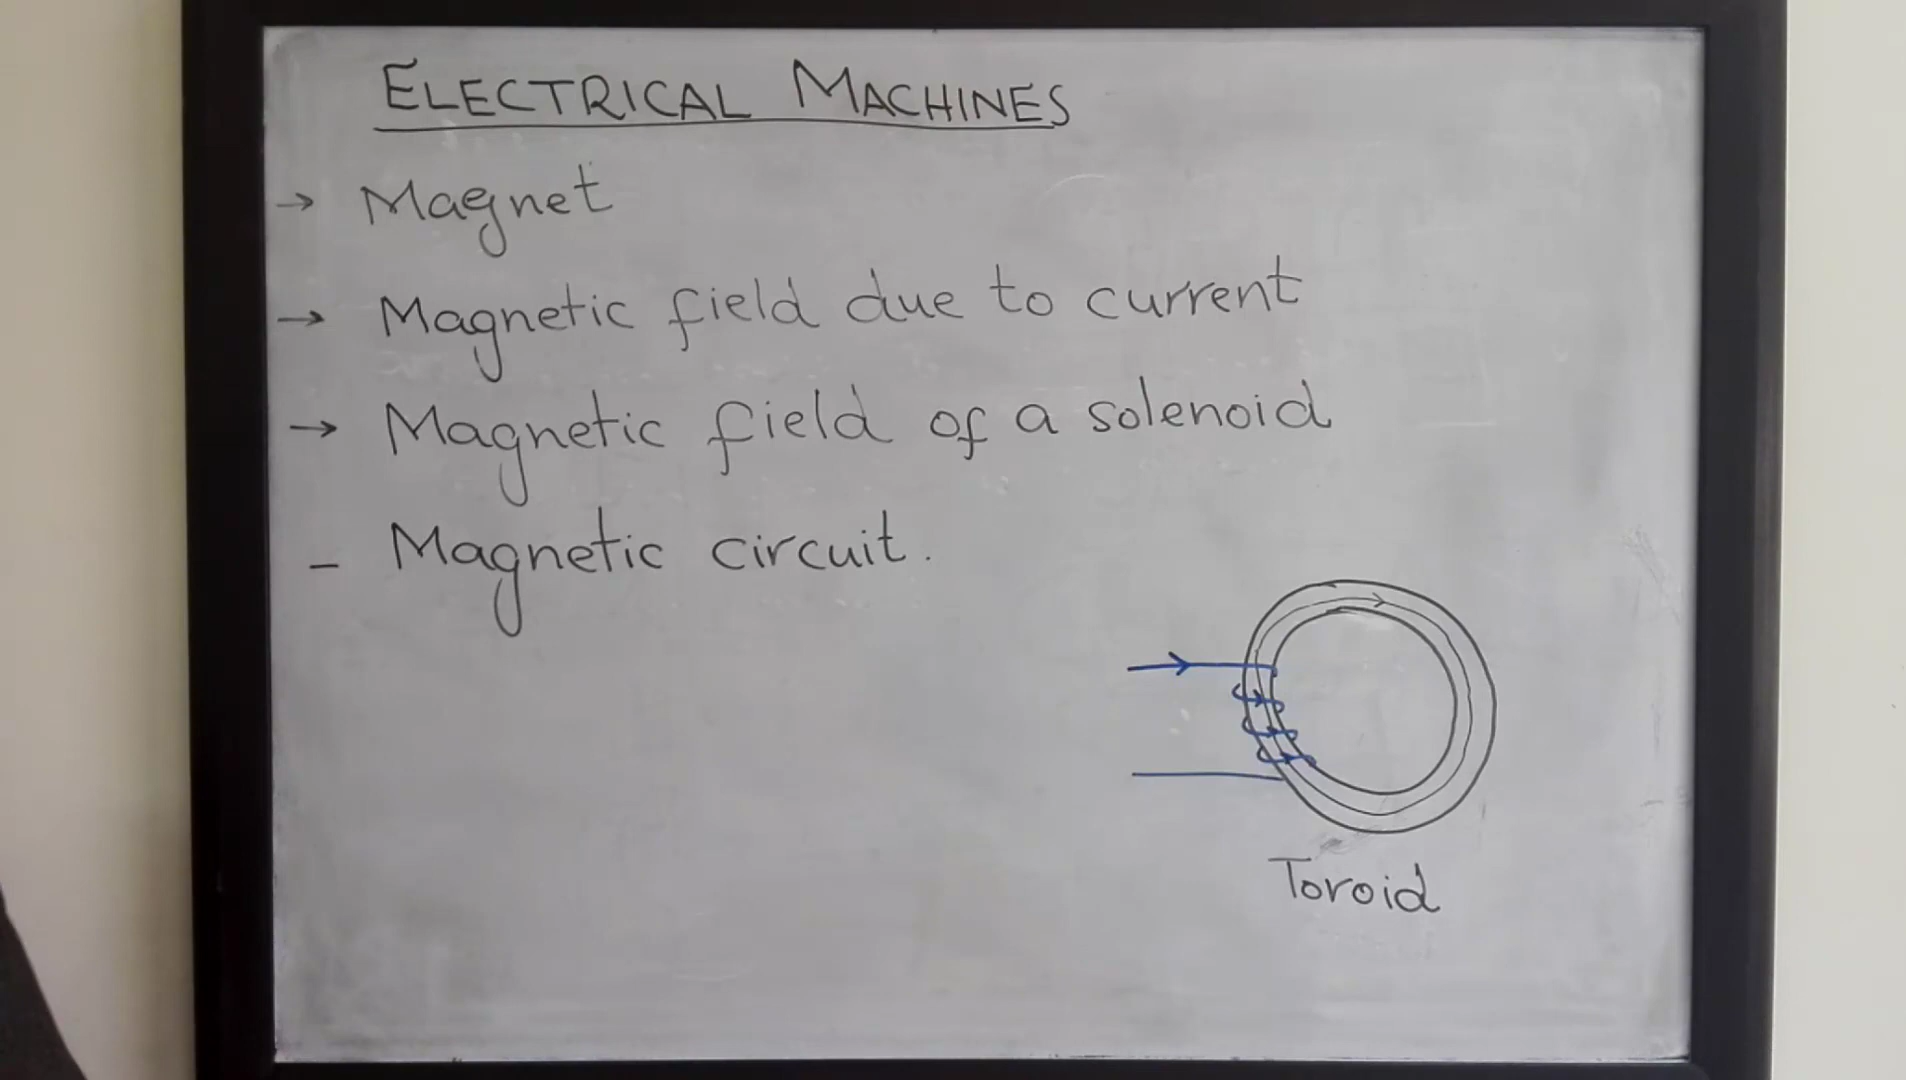 ELECTRICAL MACHINES
→ Magnet
→ Magnetic field due to current
→ Magnetic field of a solenoid
- Magnetic circuit.
Toroid